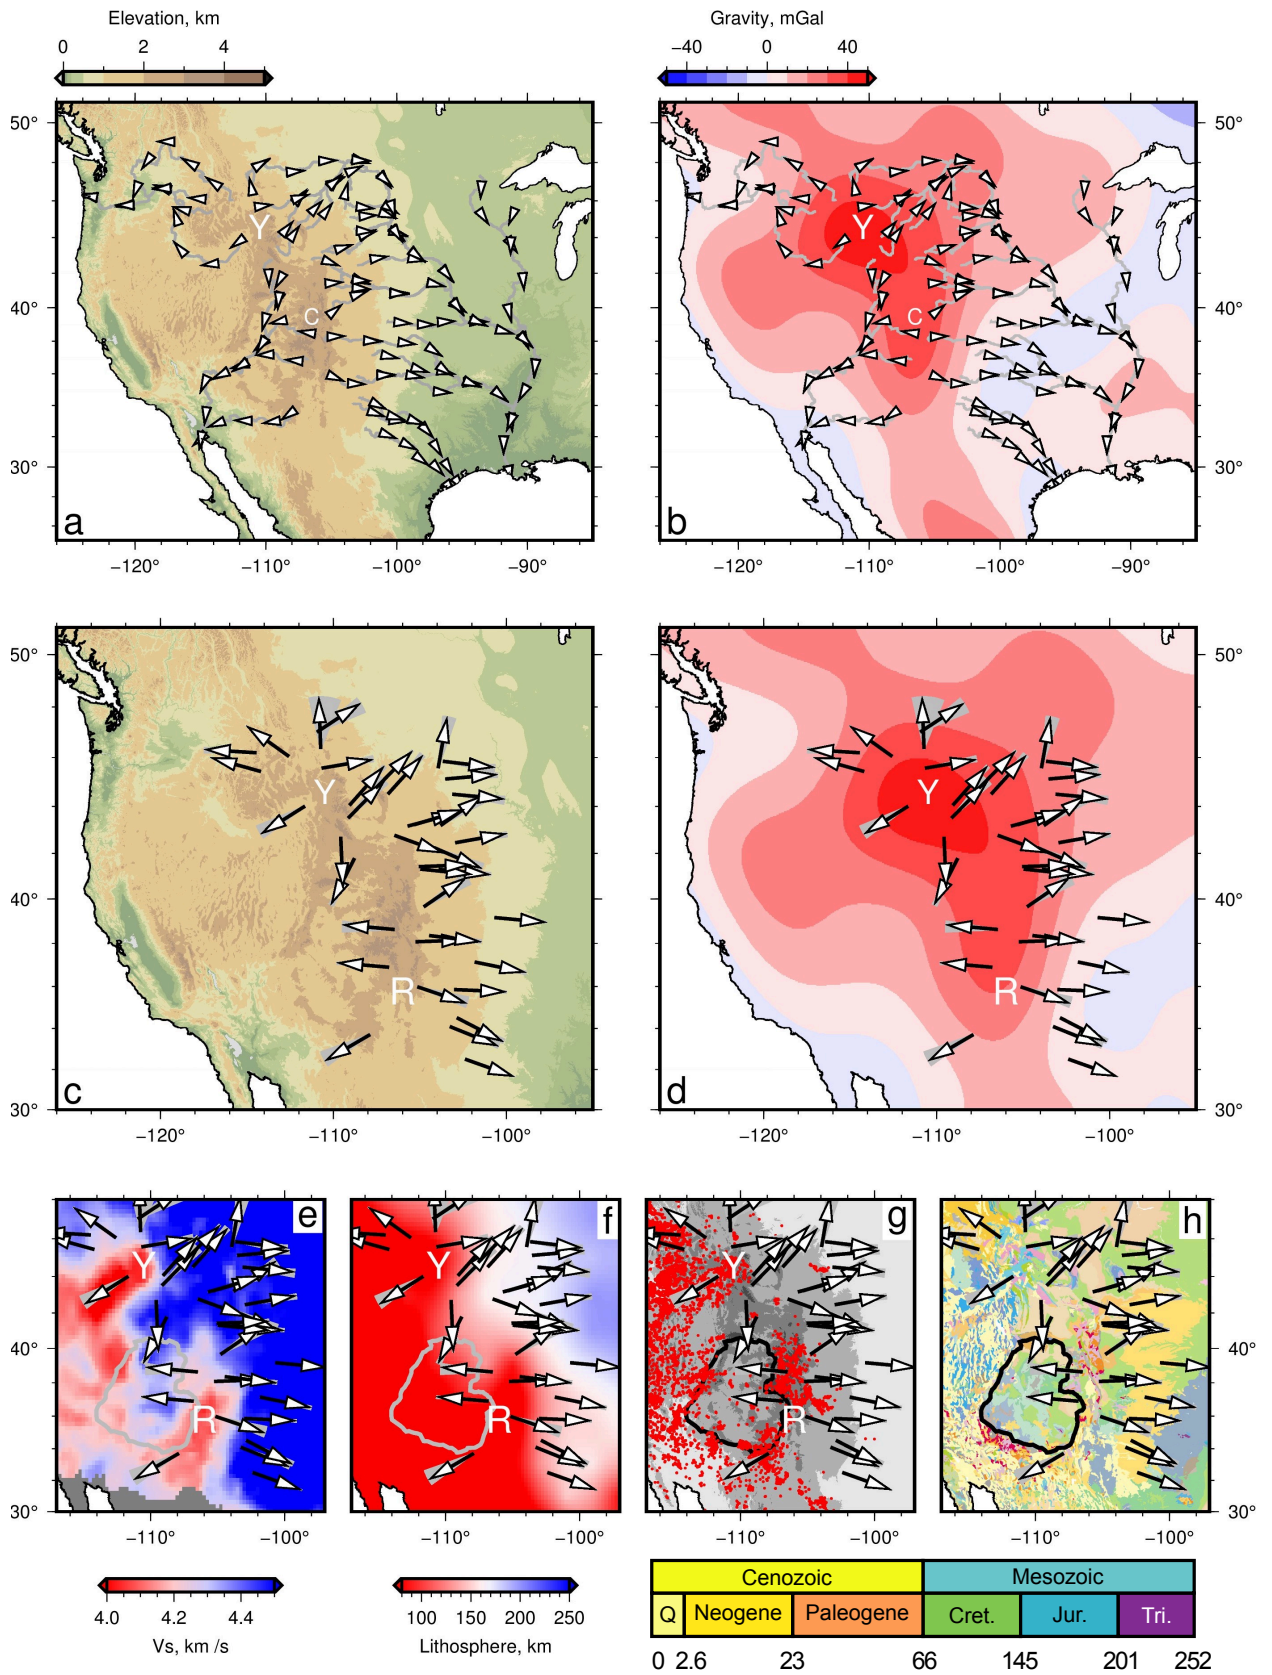 Elevation, km
0 2 4
Gravity, mGal
−40 0 40
50° 50°
40° 40°
30° 30°
Y
C
a
Y
C
b
−120° −110° −100° −90°
−120° −110° −100° −90°
50° 50°
40° 40°
30° 30°
Y
R
c
Y
R
d
−120° −110° −100°
−120° −110° −100°
e
Y
R
f
Y
R
g
Y
R
h
40° 40°
30° 30°
−110° −100°
−110° −100°
−110° −100°
−110° −100°
4.0 4.2 4.4
Vs, km /s
100 150 200 250
Lithosphere, km
Cenozoic Mesozoic
Q Neogene Paleogene Cret. Jur. Tri.
0 2.6 23 66 145 201 252